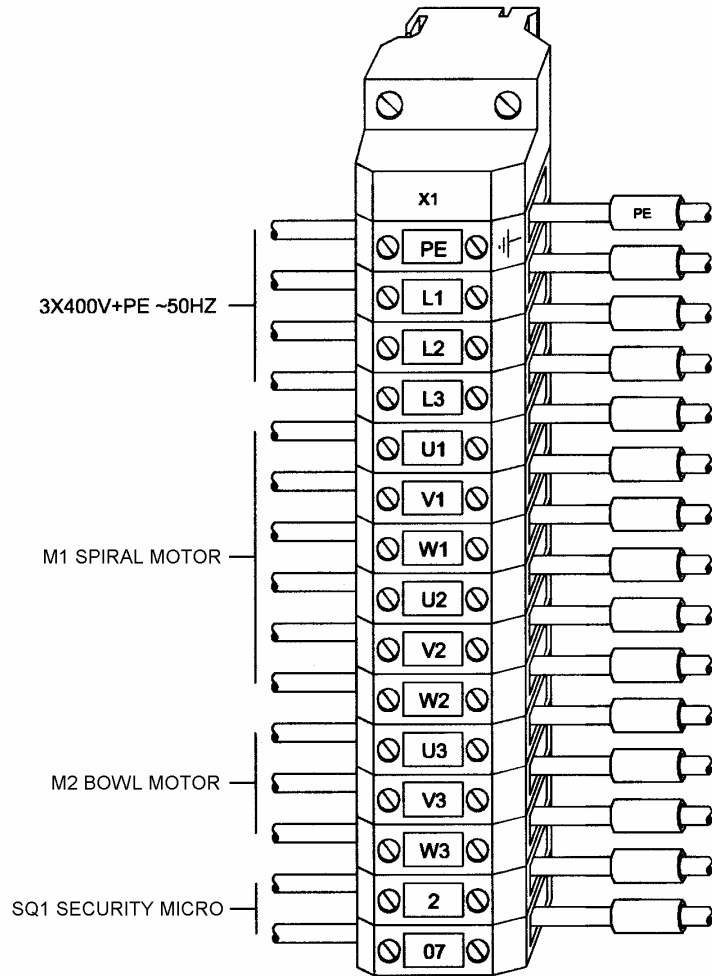 X1
PE
PE
L1
3X400V+PE ~50HZ
L2
L3
U1
V1
M1 SPIRAL MOTOR
W1
U2
V2
W2
U3
M2 BOWL MOTOR
V3
W3
2
SQ1 SECURITY MICRO
07